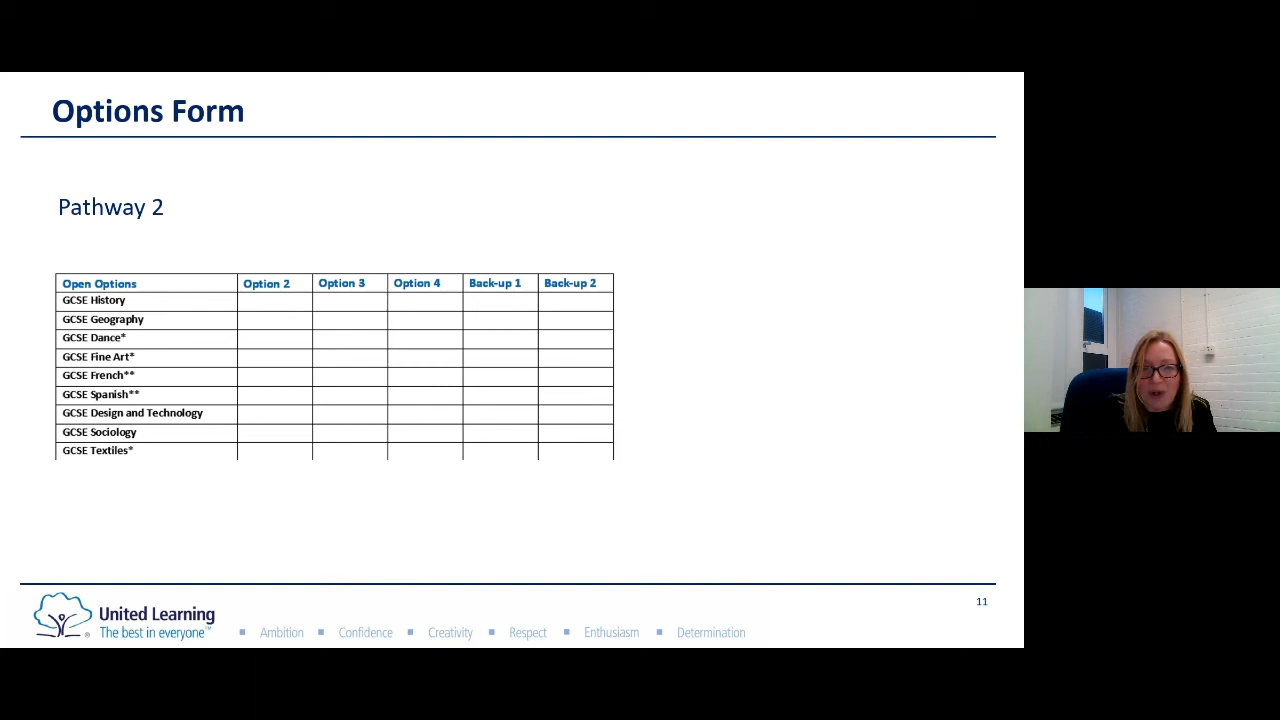 Options Form
Pathway 2
Open Options Option 2 Option 3 Option 4 Back-up 1 Back-up 2
GCSE History
GCSE Geography
GCSE Dance*
GCSE Fine Art*
GCSE French**
GCSE Spanish**
GCSE Design and Technology
GCSE Sociology
GCSE Textiles*
11
United Learning
The best in everyone™
®
Ambition Confidence Creativity Respect Enthusiasm Determination